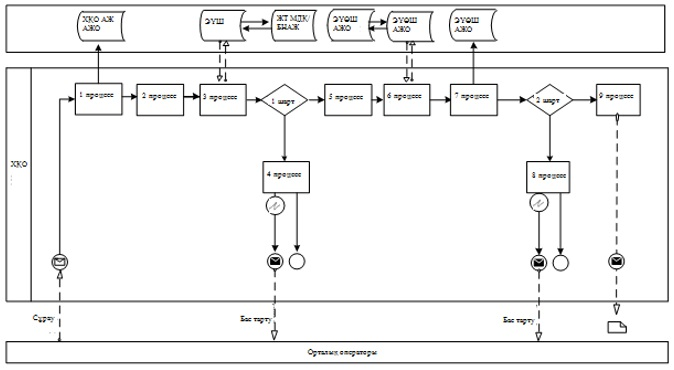 ХҚО АЖ
АЖО
ЭҮШ
ЖТ МДҚ/
БНАЖ
ЭҮӨШ
АЖО
ЭҮӨШ
АЖО
ЭҮӨШ
АЖО
1 процесс
2 процесс
3 процесс
1 шарт
5 процесс
6 процесс
7 процесс
2 шарт
9 процесс
ХҚО
4 процесс
8 процесс
Сұрау
Бас тарту
Бас тарту
Орталық операторы